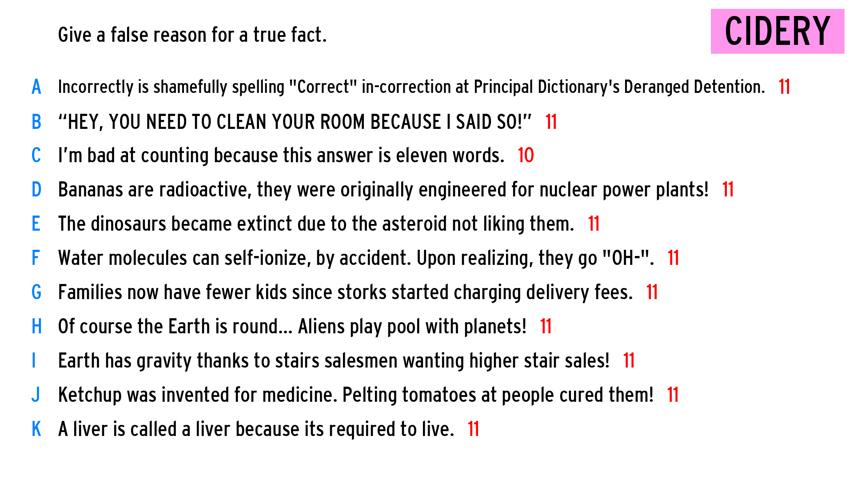 Give a false reason for a true fact.
CIDERY
A Incorrectly is shamefully spelling "Correct" in-correction at Principal Dictionary's Deranged Detention. 11
B “HEY, YOU NEED TO CLEAN YOUR ROOM BECAUSE I SAID SO!” 11
C I’m bad at counting because this answer is eleven words. 10
D Bananas are radioactive, they were originally engineered for nuclear power plants! 11
E The dinosaurs became extinct due to the asteroid not liking them. 11
F Water molecules can self-ionize, by accident. Upon realizing, they go "OH-". 11
G Families now have fewer kids since storks started charging delivery fees. 11
H Of course the Earth is round... Aliens play pool with planets! 11
I Earth has gravity thanks to stairs salesmen wanting higher stair sales! 11
J Ketchup was invented for medicine. Pelting tomatoes at people cured them! 11
K A liver is called a liver because its required to live. 11